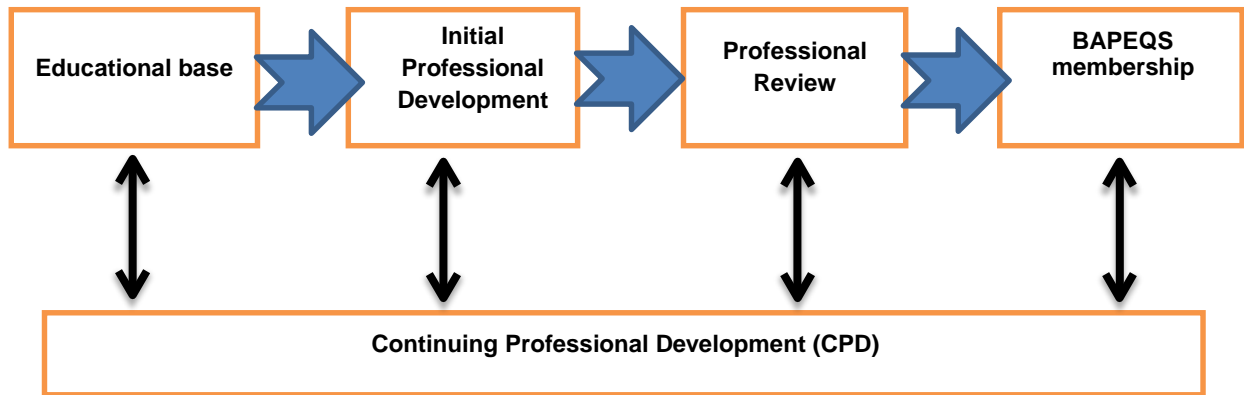 Educational base
Initial
Professional
Development
Professional
Review
BAPEQS
membership
Continuing Professional Development (CPD)